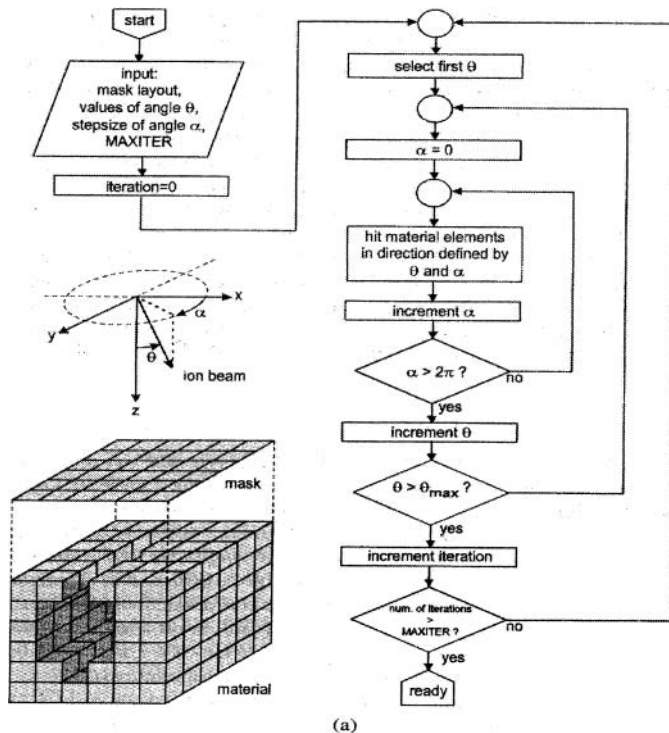 start
input:
mask layout,
values of angle θ,
stepsize of angle α,
MAXITER
iteration=0
select first θ
α = 0
hit material elements
in direction defined by
θ and α
increment α
α > 2π ?
no
yes
increment θ
θ > θmax ?
yes
increment iteration
num. of iterations
>
MAXITER ?
no
yes
ready
x
y
α
θ
ion beam
z
mask
material
(a)